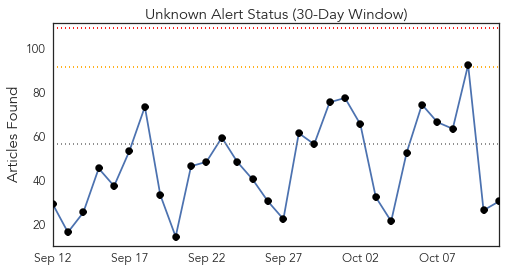 Unknown Alert Status (30-Day Window)
Articles Found
100
80
60
40
20
Sep 12 Sep 17 Sep 22 Sep 27 Oct 02 Oct 07